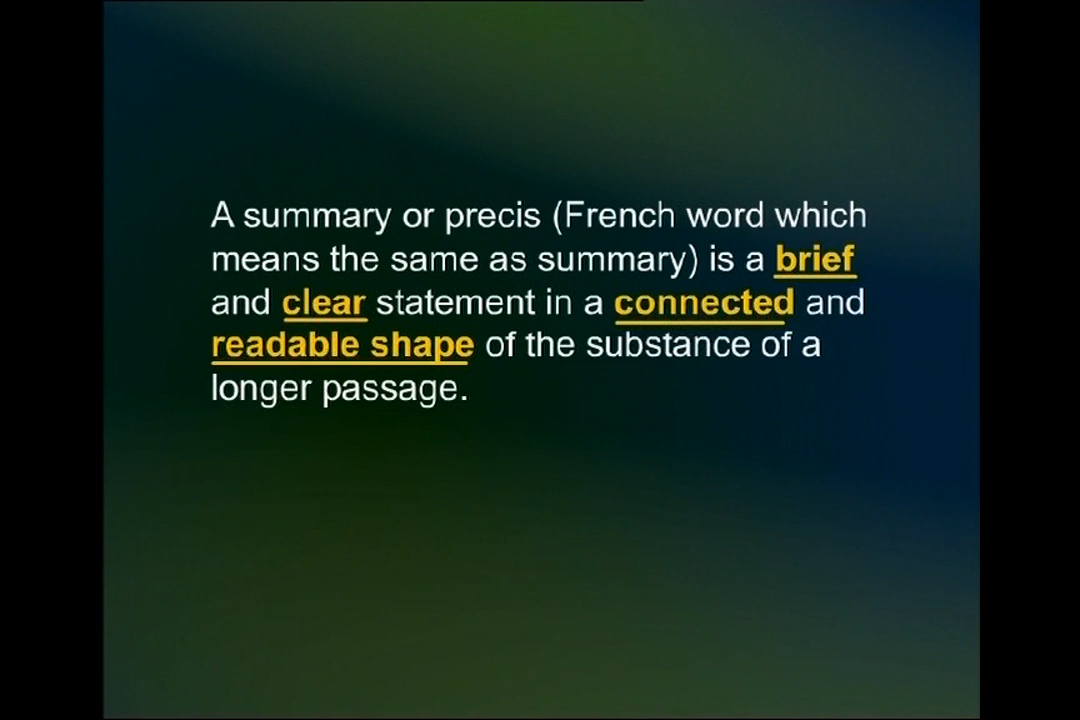 A summary or precis (French word which
means the same as summary) is a brief
and clear statement in a connected and
readable shape of the substance of a
longer passage.